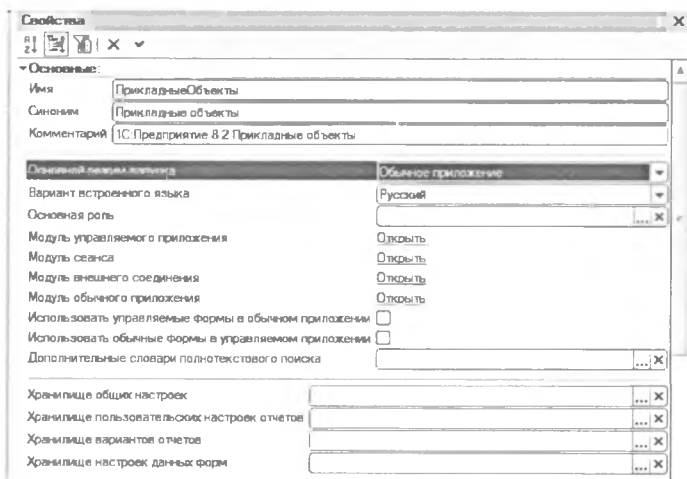 Свойства
Основные:
Имя ПрикладныеОбъекты
Синоним Прикладные объекты
Комментарий 1С:Предприятие 8.2 Прикладные объекты
Основной режим запуска Обычное приложение
Вариант встроенного языка Русский
Основная роль ...
Модуль управляемого приложения Открыть
Модуль сеанса Открыть
Модуль внешнего соединения Открыть
Модуль обычного приложения Открыть
Использовать управляемые формы в обычном приложении
Использовать обычные формы в управляемом приложении
Дополнительные словари полнотекстового поиска ...
Хранилище общих настроек ...
Хранилище пользовательских настроек отчетов ...
Хранилище вариантов отчетов ...
Хранилище настроек данных форм ...